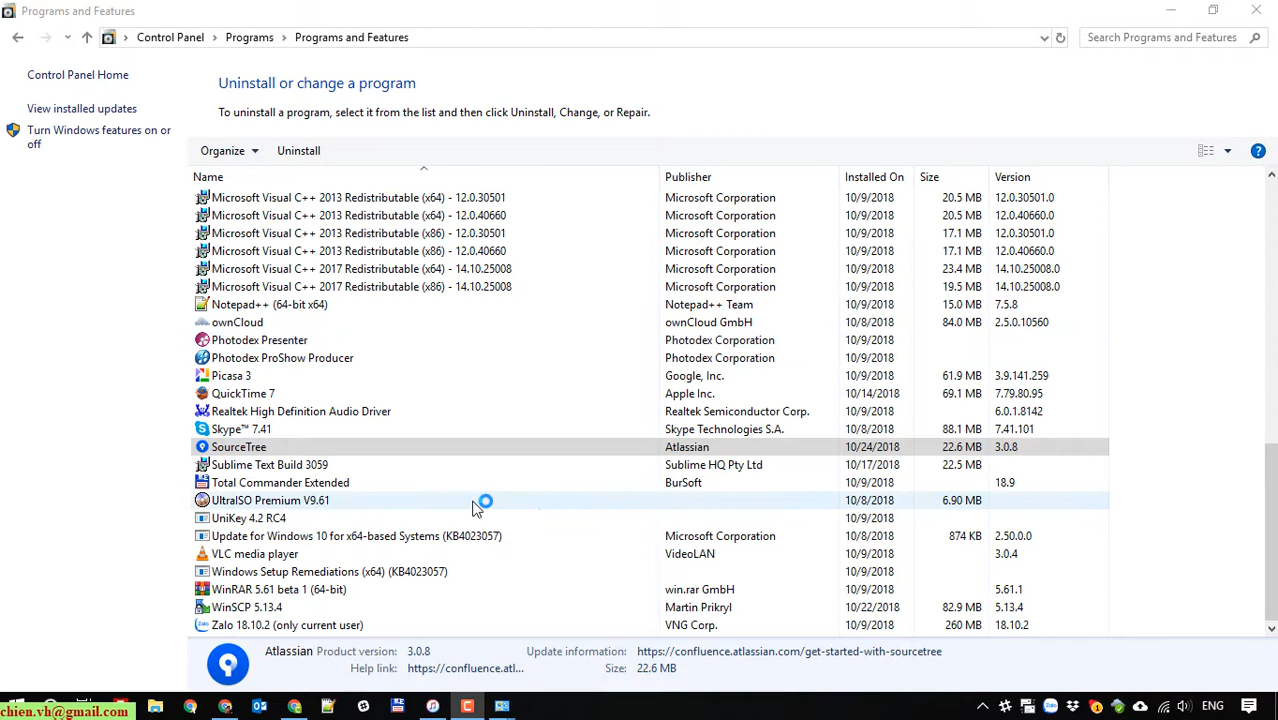 Programs and Features
Control Panel Programs Programs and Features
Search Programs and Features
Control Panel Home
View installed updates
Turn Windows features on or off
Uninstall or change a program
To uninstall a program, select it from the list and then click Uninstall, Change, or Repair.
Organize Uninstall
Name Publisher Installed On Size Version
Microsoft Visual C++ 2013 Redistributable (x64) - 12.0.30501 Microsoft Corporation 10/9/2018 20.5 MB 12.0.30501.0
Microsoft Visual C++ 2013 Redistributable (x64) - 12.0.40660 Microsoft Corporation 10/9/2018 20.5 MB 12.0.40660.0
Microsoft Visual C++ 2013 Redistributable (x86) - 12.0.30501 Microsoft Corporation 10/9/2018 17.1 MB 12.0.30501.0
Microsoft Visual C++ 2013 Redistributable (x86) - 12.0.40660 Microsoft Corporation 10/9/2018 17.1 MB 12.0.40660.0
Microsoft Visual C++ 2017 Redistributable (x64) - 14.10.25008 Microsoft Corporation 10/9/2018 23.4 MB 14.10.25008.0
Microsoft Visual C++ 2017 Redistributable (x86) - 14.10.25008 Microsoft Corporation 10/9/2018 19.5 MB 14.10.25008.0
Notepad++ (64-bit x64) Notepad++ Team 10/9/2018 15.0 MB 7.5.8
ownCloud ownCloud GmbH 10/8/2018 84.0 MB 2.5.0.10560
Photodex Presenter Photodex Corporation 10/9/2018
Photodex ProShow Producer Photodex Corporation 10/9/2018
Picasa 3 Google, Inc. 10/9/2018 61.9 MB 3.9.141.259
QuickTime 7 Apple Inc. 10/14/2018 69.1 MB 7.79.80.95
Realtek High Definition Audio Driver Realtek Semiconductor Corp. 10/9/2018 6.0.1.8142
Skype™ 7.41 Skype Technologies S.A. 10/8/2018 88.1 MB 7.41.101
SourceTree Atlassian 10/24/2018 22.6 MB 3.0.8
Sublime Text Build 3059 Sublime HQ Pty Ltd 10/17/2018 22.5 MB
Total Commander Extended BurSoft 10/9/2018 18.9
UltraISO Premium V9.61 10/8/2018 6.90 MB
UniKey 4.2 RC4 10/9/2018
Update for Windows 10 for x64-based Systems (KB4023057) Microsoft Corporation 10/8/2018 874 KB 2.50.0.0
VLC media player VideoLAN 10/9/2018 3.0.4
Windows Setup Remediations (x64) (KB4023057) 10/9/2018
WinRAR 5.61 beta 1 (64-bit) win.rar GmbH 10/9/2018 5.61.1
WinSCP 5.13.4 Martin Prikryl 10/22/2018 82.9 MB 5.13.4
Zalo 18.10.2 (only current user) VNG Corp. 10/9/2018 260 MB 18.10.2
Atlassian Product version: 3.0.8 Update information: https://confluence.atlassian.com/get-started-with-sourcetree
Help link: https://confluence.atl... Size: 22.6 MB
chien.vh@gmail.com
ENG